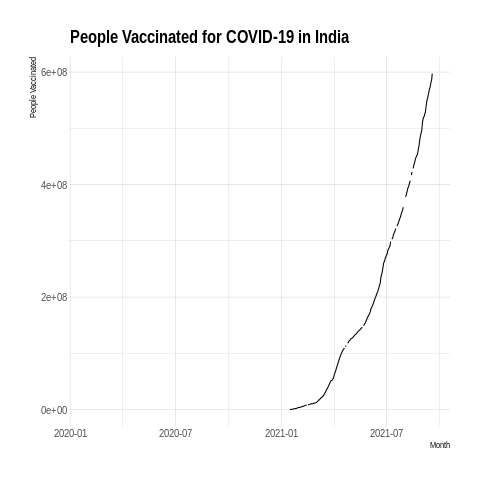 People Vaccinated for COVID-19 in India
People Vaccinated
6e+08
4e+08
2e+08
0e+00
2020-01 2020-07 2021-01 2021-07
Month